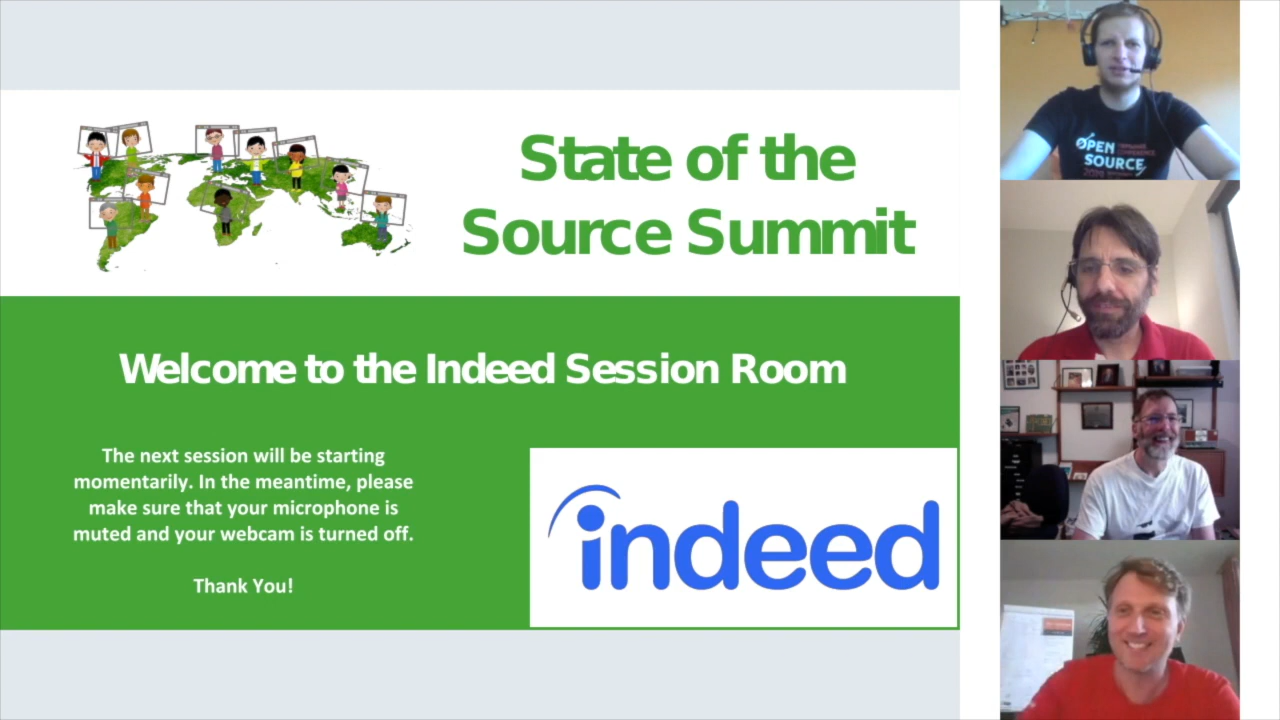 State of the
Source Summit
Welcome to the Indeed Session Room
The next session will be starting
momentarily. In the meantime, please
make sure that your microphone is
muted and your webcam is turned off.
Thank You!
indeed
OPEN
SOURCE